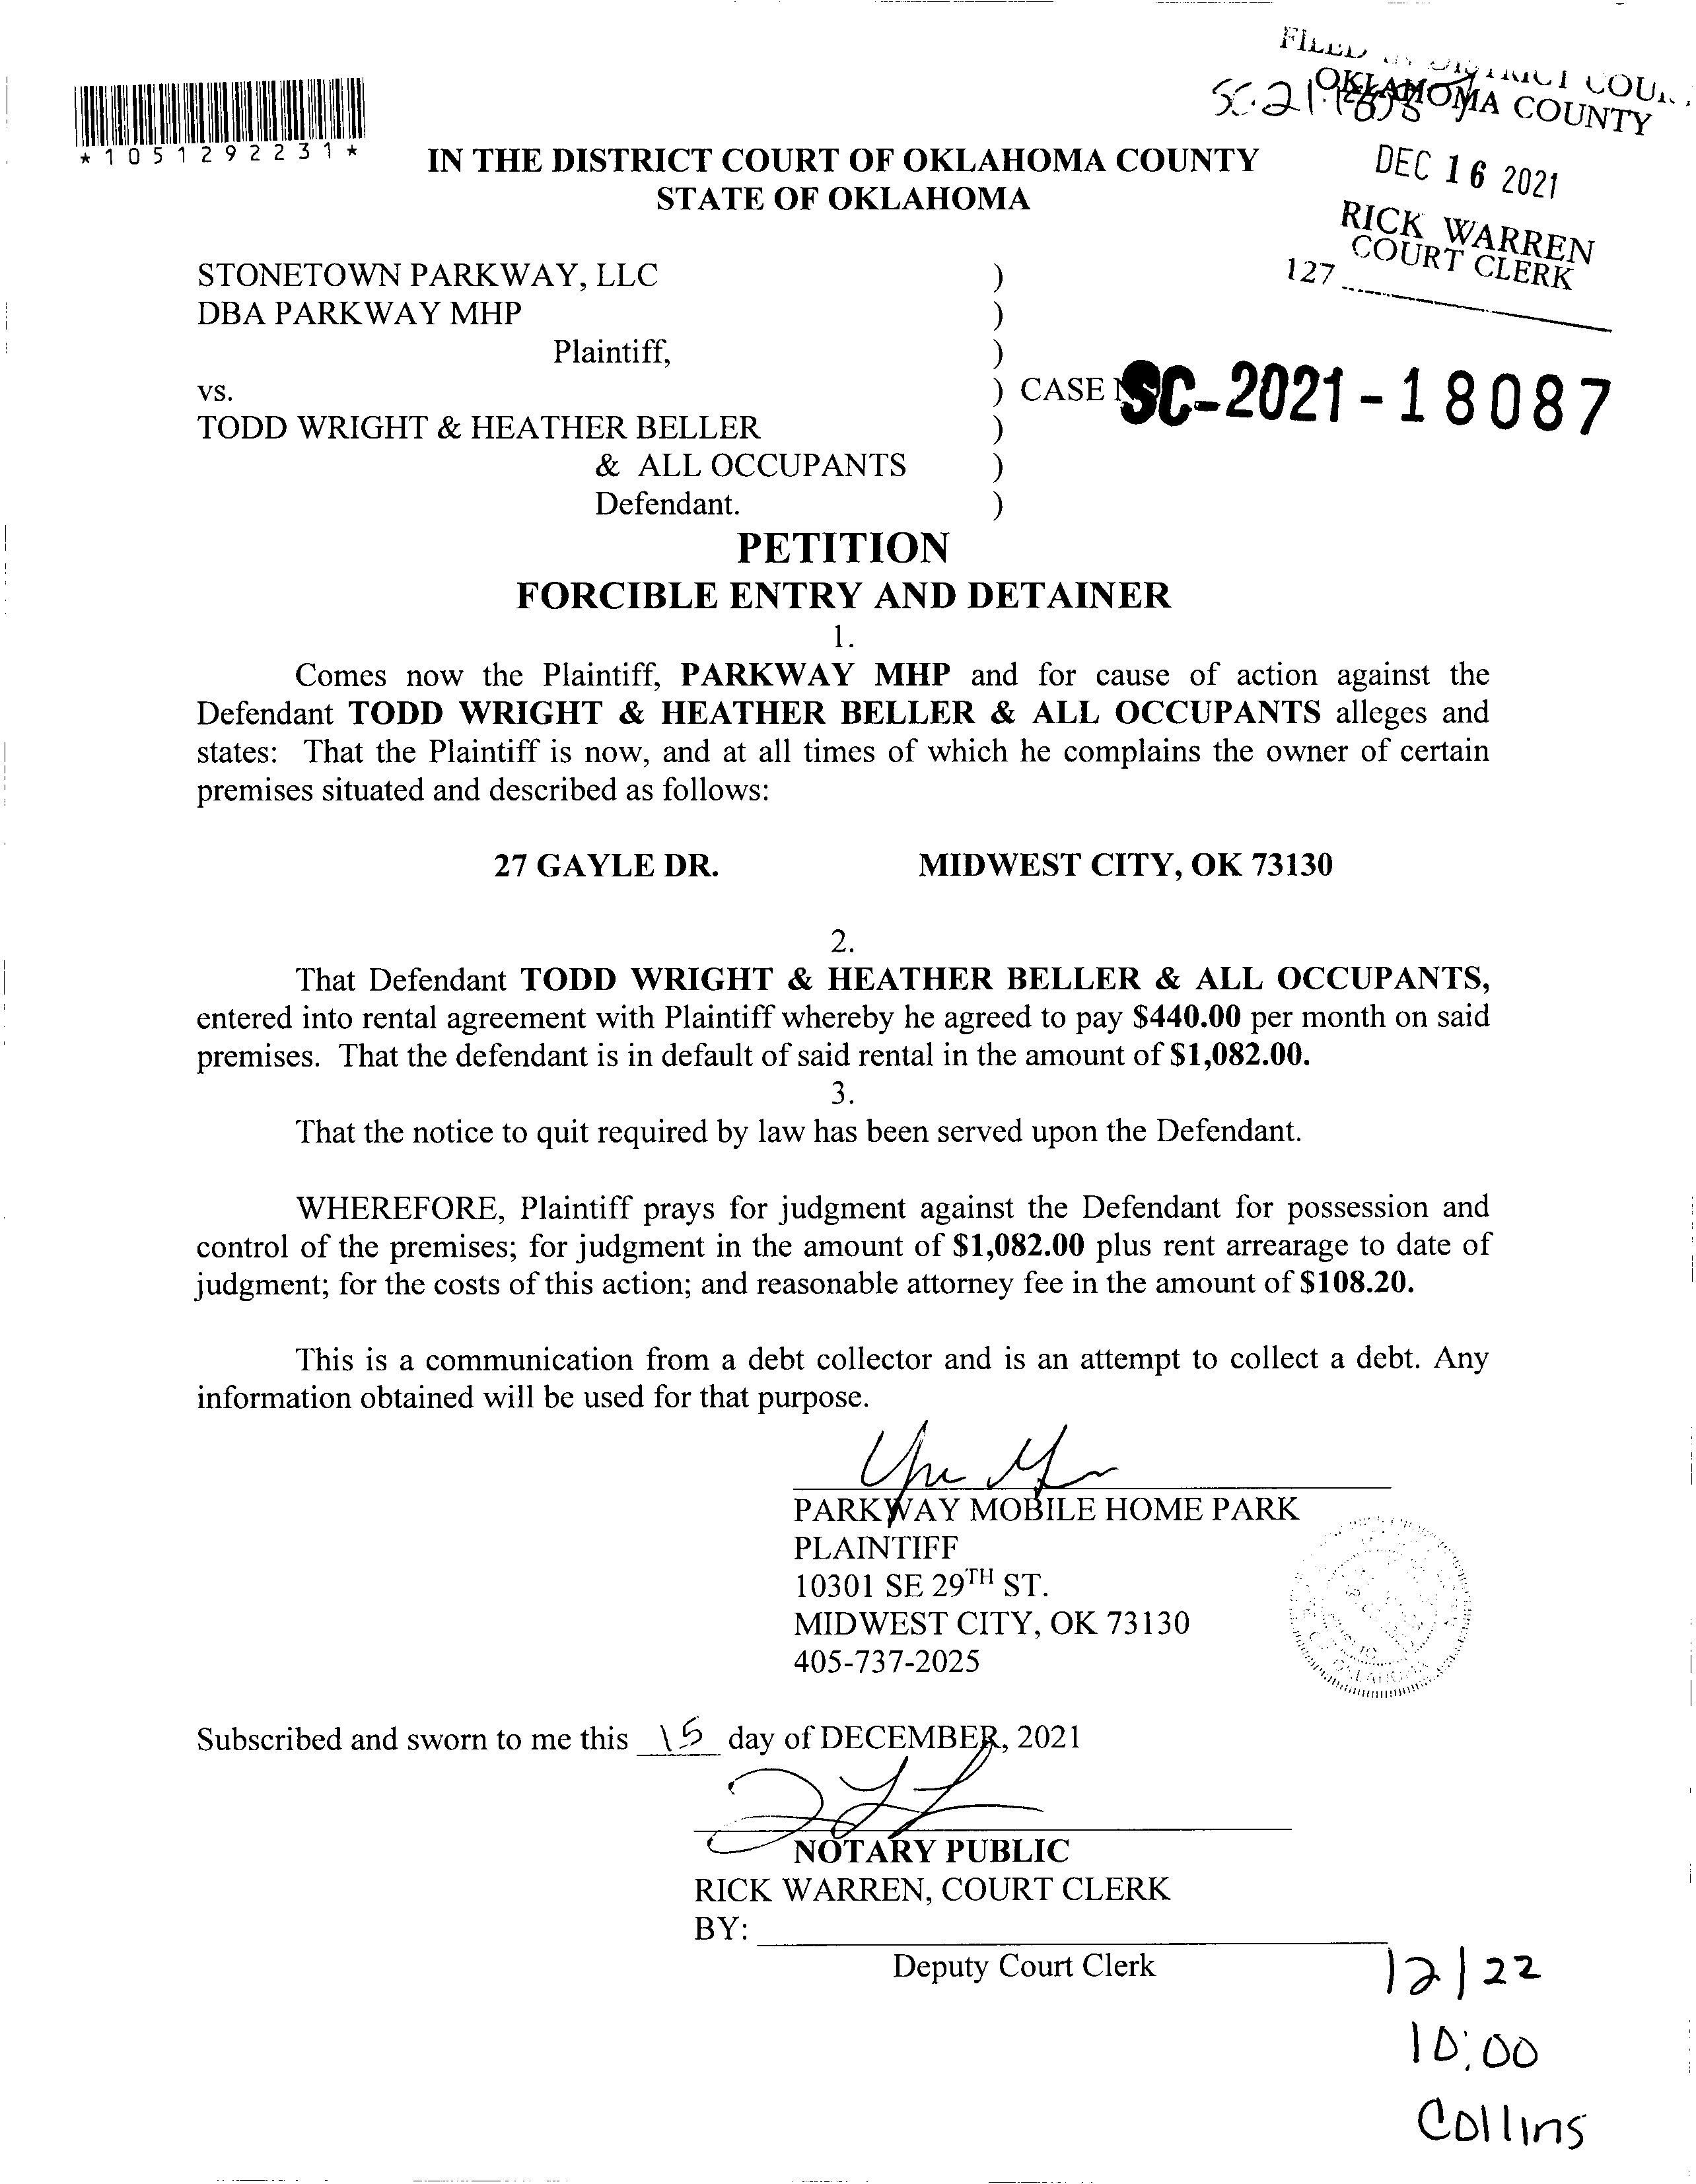 *1051292231*
FILED IN DISTRICT COUR
OKLAHOMA COUNTY
DEC 16 2021
RICK WARREN
COURT CLERK
127
IN THE DISTRICT COURT OF OKLAHOMA COUNTY
STATE OF OKLAHOMA
STONETOWN PARKWAY, LLC )
DBA PARKWAY MHP )
Plaintiff, )
vs. ) CASE SC-2021-18087
TODD WRIGHT & HEATHER BELLER )
& ALL OCCUPANTS )
Defendant. )
PETITION
FORCIBLE ENTRY AND DETAINER
1.
Comes now the Plaintiff, PARKWAY MHP and for cause of action against the
Defendant TODD WRIGHT & HEATHER BELLER & ALL OCCUPANTS alleges and
states: That the Plaintiff is now, and at all times of which he complains the owner of certain
premises situated and described as follows:
27 GAYLE DR. MIDWEST CITY, OK 73130
2.
That Defendant TODD WRIGHT & HEATHER BELLER & ALL OCCUPANTS,
entered into rental agreement with Plaintiff whereby he agreed to pay $440.00 per month on said
premises. That the defendant is in default of said rental in the amount of $1,082.00.
3.
That the notice to quit required by law has been served upon the Defendant.
WHEREFORE, Plaintiff prays for judgment against the Defendant for possession and
control of the premises; for judgment in the amount of $1,082.00 plus rent arrearage to date of
judgment; for the costs of this action; and reasonable attorney fee in the amount of $108.20.
This is a communication from a debt collector and is an attempt to collect a debt. Any
information obtained will be used for that purpose.
PARKWAY MOBILE HOME PARK
PLAINTIFF
10301 SE 29TH ST.
MIDWEST CITY, OK 73130
405-737-2025
Subscribed and sworn to me this 15 day of DECEMBER, 2021
NOTARY PUBLIC
RICK WARREN, COURT CLERK
BY:
Deputy Court Clerk
12/22
10:00
Collins